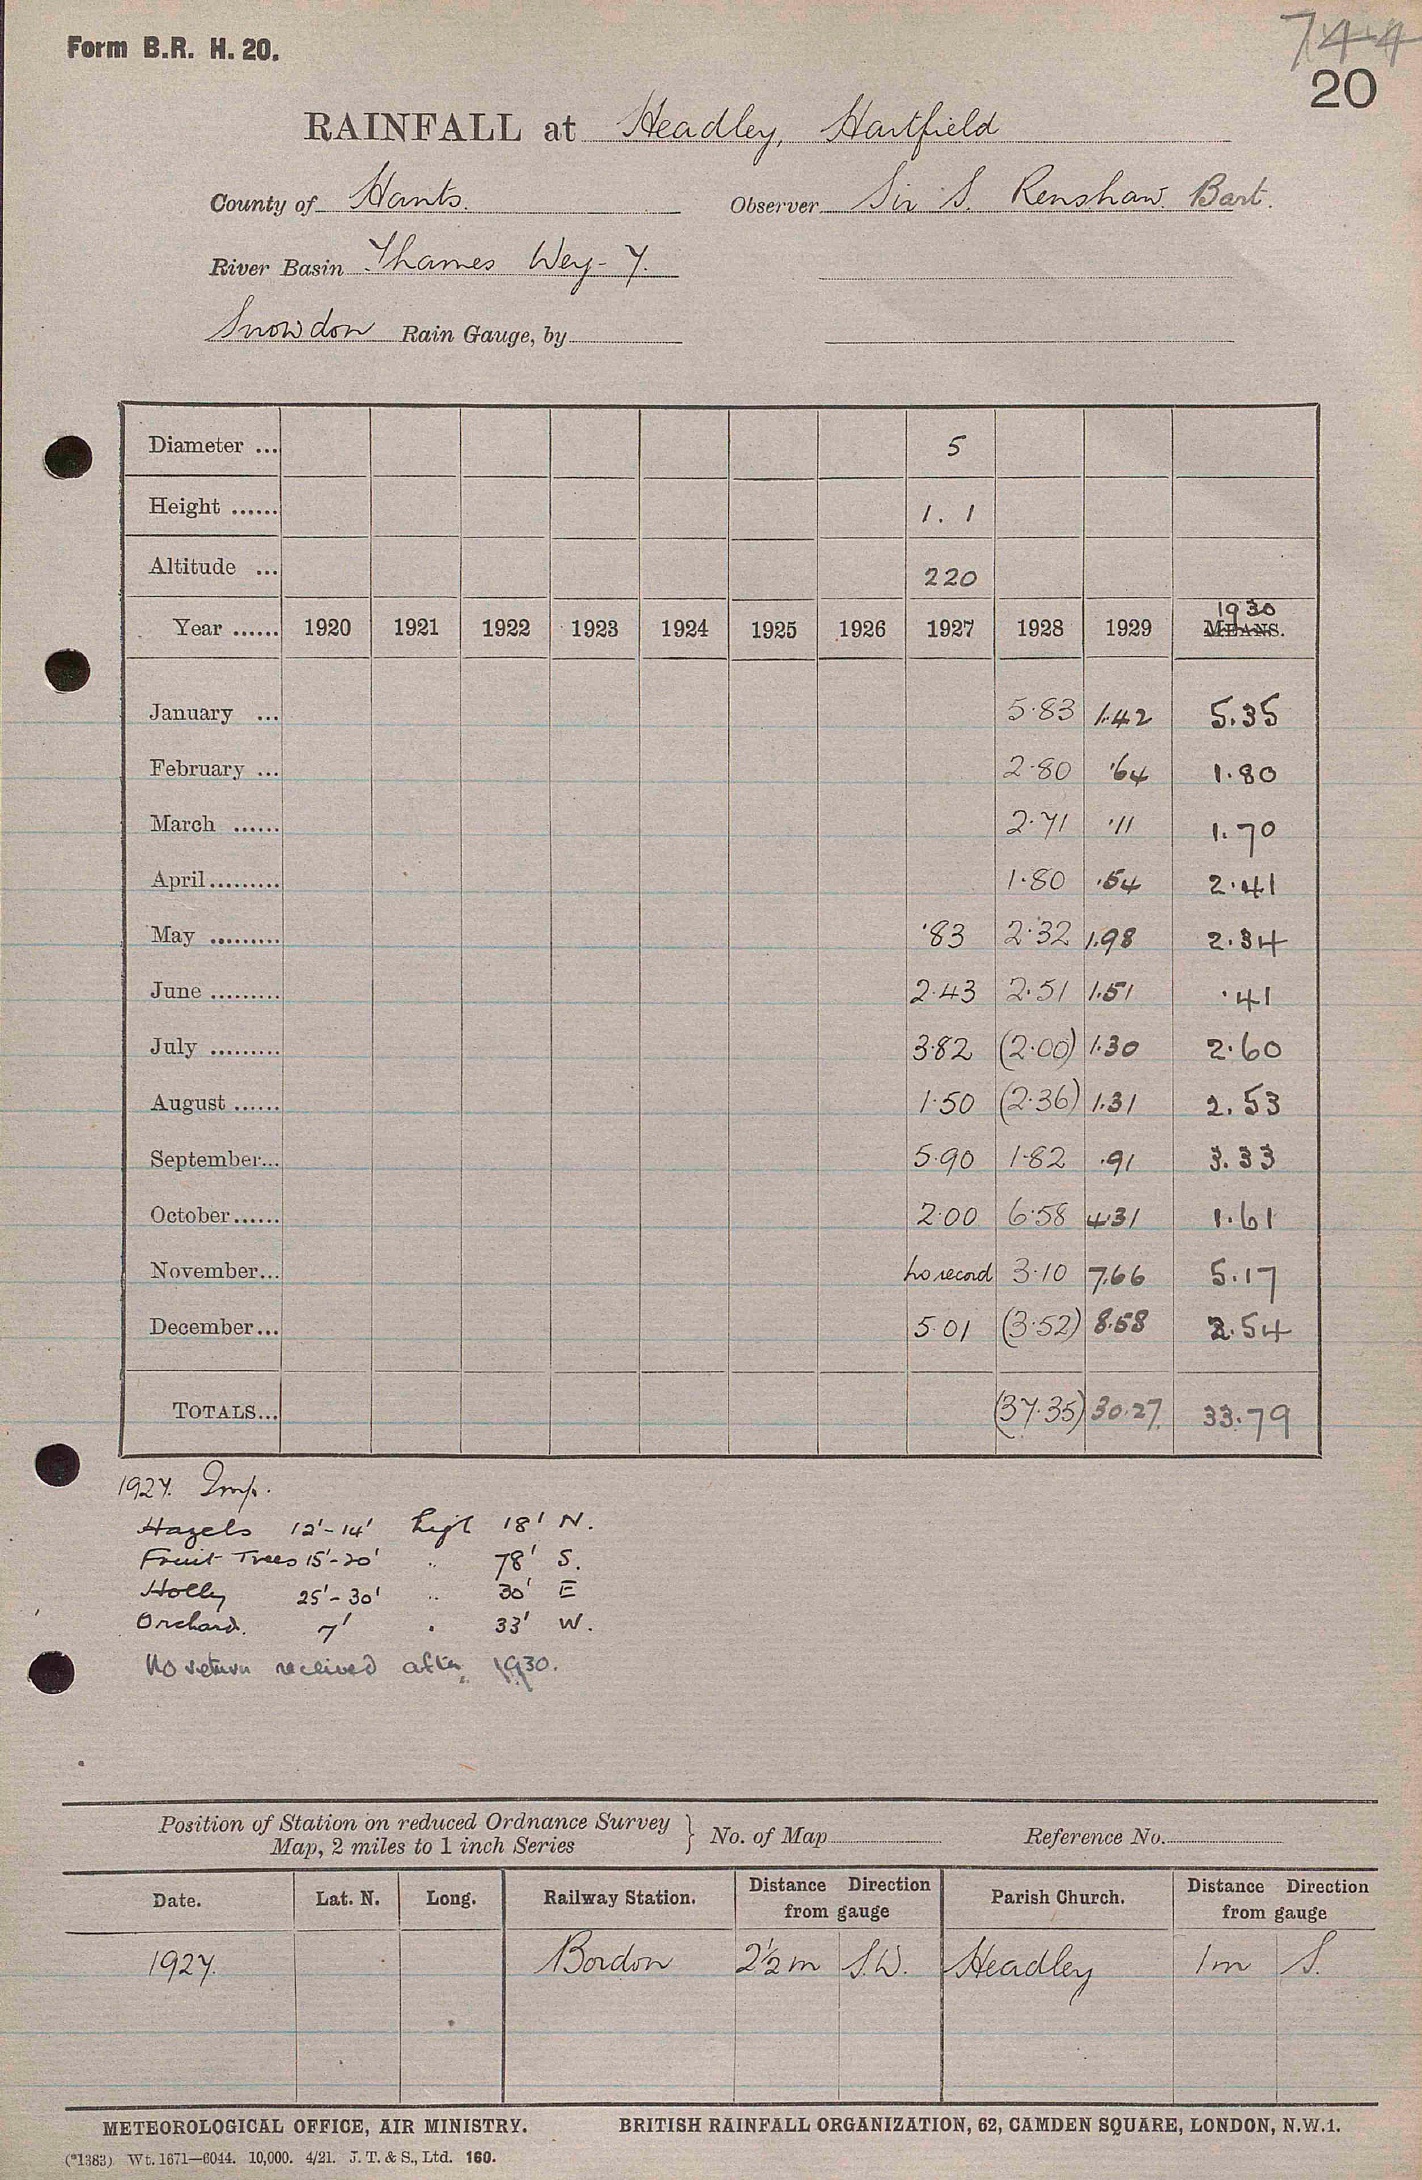 Form B.R. H. 20.
744
20
RAINFALL at Headley, Hartfield
County of Hants. Observer Sir S. Renshaw. Bart.
River Basin Thames Wey - 7.
Snowdon Rain Gauge, by
Diameter ... 5
Height ...... 1. 1
Altitude ... 220
1930
Year ...... 1920 1921 1922 1923 1924 1925 1926 1927 1928 1929 MEANS.
January ... 5.83 1.42 5.35
February ... 2.80 .64 1.80
March ...... 2.71 .11 1.70
April......... 1.80 .54 2.41
May ......... .83 2.32 1.98 2.34
June ......... 2.43 2.51 1.51 .41
July ......... 3.82 (2.00) 1.30 2.60
August ...... 1.50 (2.36) 1.31 2.53
September... 5.90 1.82 .91 3.33
October...... 2.00 6.58 4.31 1.61
November... no record 3.10 7.66 5.17
December... 5.01 (3.52) 8.58 2.54
TOTALS... (37.35) 30.27 33.79
1927. Imp.
Hazels 12'-14' high 18' N.
Fruit Trees 15'-20' " 78' S.
Holly 25'-30' " 30' E
Orchard. 7' " 33' W.
No return received after 1930.
Position of Station on reduced Ordnance Survey
Map, 2 miles to 1 inch Series } No. of Map Reference No.
Date. Lat. N. Long. Railway Station. Distance Direction from gauge Parish Church. Distance Direction from gauge
1927. Bordon 2½m S.W. Headley 1m S.
METEOROLOGICAL OFFICE, AIR MINISTRY. BRITISH RAINFALL ORGANIZATION, 62, CAMDEN SQUARE, LONDON, N.W.1.
(*1383) Wt. 1671—6044. 10,000. 4/21. J. T. & S., Ltd. 160.